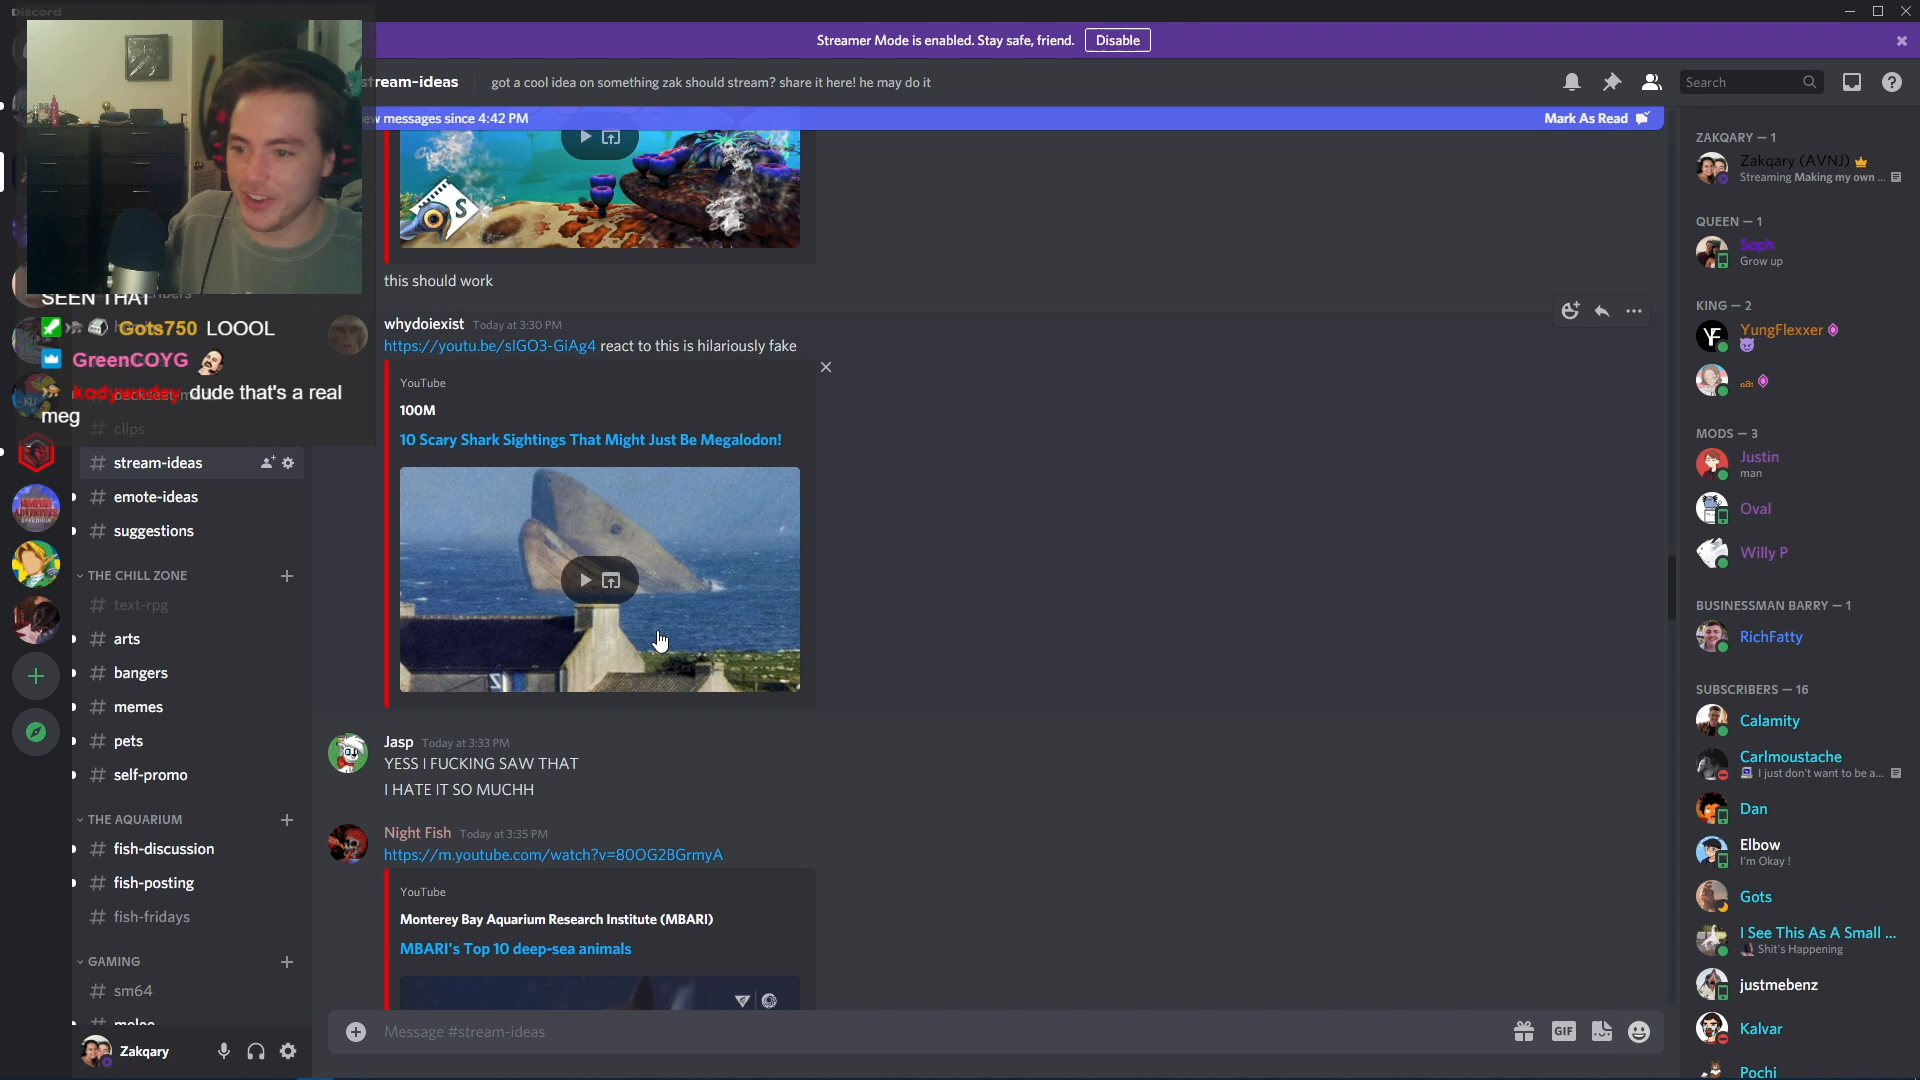 Discord
Streamer Mode is enabled. Stay safe, friend.
Disable
stream-ideas
got a cool idea on something zak should stream? share it here! he may do it
Search
w messages since 4:42 PM
Mark As Read
S
this should work
whydoiexist Today at 3:30 PM
https://youtu.be/slGO3-GiAg4 react to this is hilariously fake
YouTube
100M
10 Scary Shark Sightings That Might Just Be Megalodon!
Jasp Today at 3:33 PM
YESS I FUCKING SAW THAT
I HATE IT SO MUCHH
Night Fish Today at 3:35 PM
https://m.youtube.com/watch?v=80OG2BGrmyA
YouTube
Monterey Bay Aquarium Research Institute (MBARI)
MBARI's Top 10 deep-sea animals
Message #stream-ideas
GIF
SEEN THAT
Gots750 LOOOL
GreenCOYG
kodywodey dude that's a real
meg
clips
stream-ideas
emote-ideas
suggestions
THE CHILL ZONE
text-rpg
arts
bangers
memes
pets
self-promo
THE AQUARIUM
fish-discussion
fish-posting
fish-fridays
GAMING
sm64
melee
Zakqary
ZAKQARY — 1
Zakqary (AVNJ)
Streaming Making my own ...
QUEEN — 1
Soph
Grow up
KING — 2
YungFlexxer
MODS — 3
Justin
man
Oval
Willy P
BUSINESSMAN BARRY — 1
RichFatty
SUBSCRIBERS — 16
Calamity
Carlmoustache
I just don't want to be a...
Dan
Elbow
I'm Okay !
Gots
I See This As A Small ...
Shit's Happening
justmebenz
Kalvar
Pochi